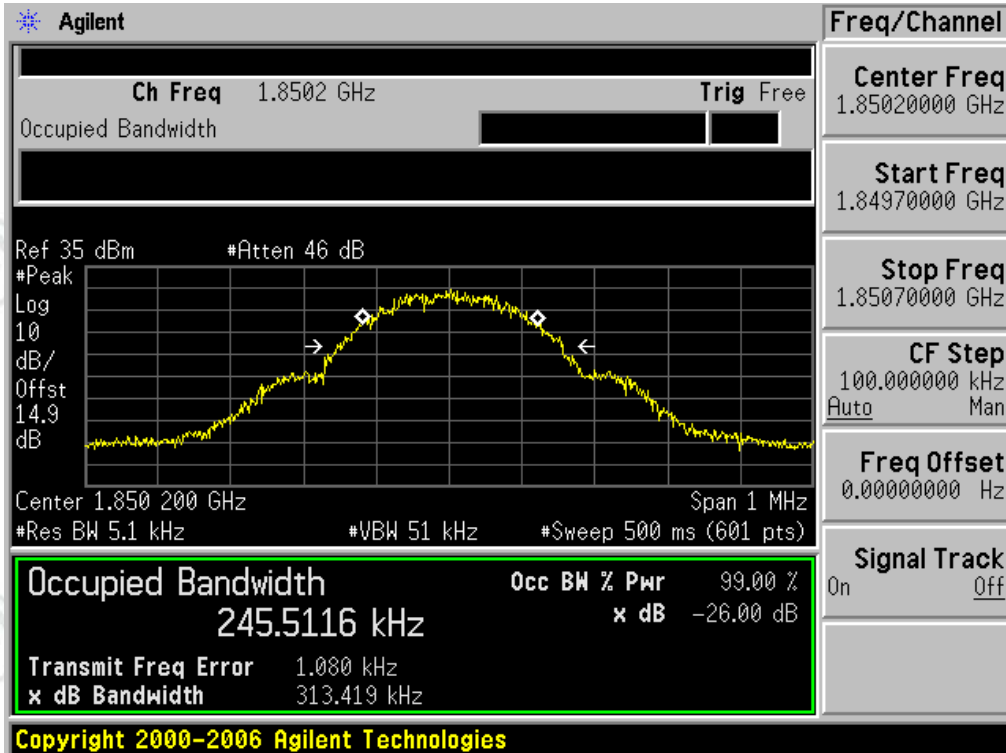 Agilent
Freq/Channel
Ch Freq 1.8502 GHz Trig Free
Occupied Bandwidth
Center Freq
1.85020000 GHz
Start Freq
1.84970000 GHz
Stop Freq
1.85070000 GHz
CF Step
100.000000 kHz
Auto Man
Freq Offset
0.00000000 Hz
Signal Track
On Off
Ref 35 dBm #Atten 46 dB
#Peak
Log
10
dB/
Offst
14.9
dB
Center 1.850 200 GHz Span 1 MHz
#Res BW 5.1 kHz #VBW 51 kHz #Sweep 500 ms (601 pts)
Occupied Bandwidth Occ BW % Pwr 99.00 %
245.5116 kHz x dB -26.00 dB
Transmit Freq Error 1.080 kHz
x dB Bandwidth 313.419 kHz
Copyright 2000-2006 Agilent Technologies